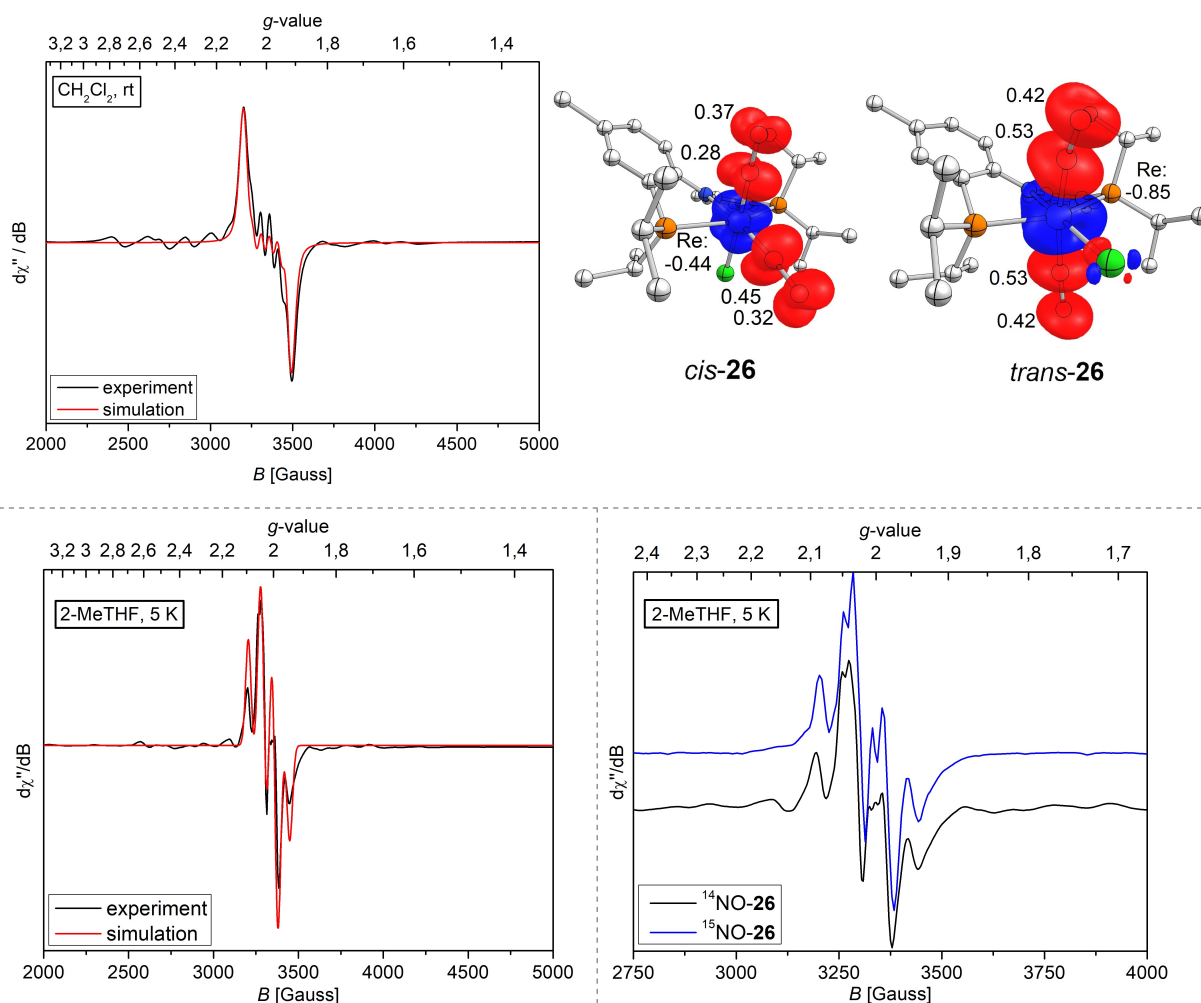 g-value
3,2 3 2,8 2,6 2,4 2,2 2 1,8 1,6 1,4
CH2Cl2, rt
dχ'' / dB
experiment
simulation
2000 2500 3000 3500 4000 4500 5000
B [Gauss]
0.37
0.28
Re:
-0.44
0.45
0.32
cis-26
0.42
0.53
Re:
-0.85
0.53
0.42
trans-26
g-value
3,2 3 2,8 2,6 2,4 2,2 2 1,8 1,6 1,4
2-MeTHF, 5 K
dχ''/dB
experiment
simulation
2000 2500 3000 3500 4000 4500 5000
B [Gauss]
g-value
2,4 2,3 2,2 2,1 2 1,9 1,8 1,7
2-MeTHF, 5 K
dχ''/dB
14NO-26
15NO-26
2750 3000 3250 3500 3750 4000
B [Gauss]